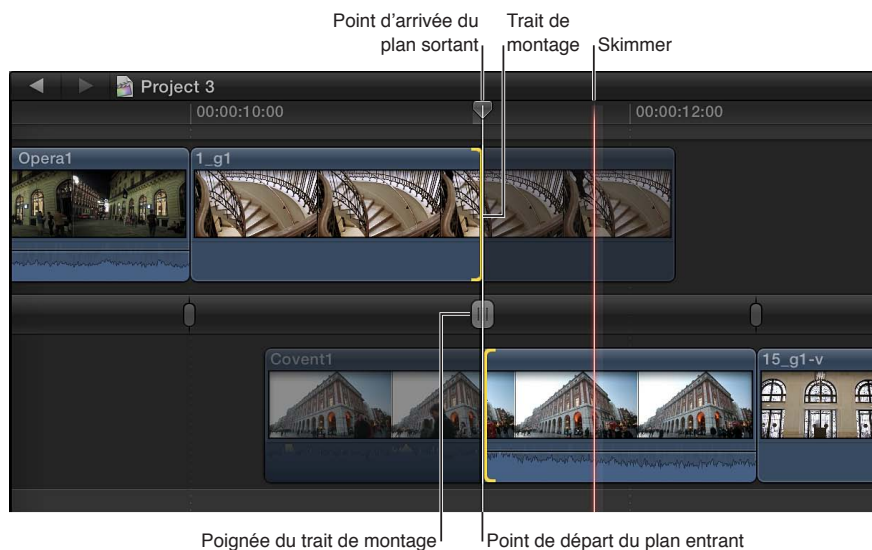 Point d’arrivée du
plan sortant
Trait de
montage
Skimmer
Project 3
00:00:10:00
00:00:12:00
Opera1
1_g1
Covent1
15_g1-v
Poignée du trait de montage
Point de départ du plan entrant